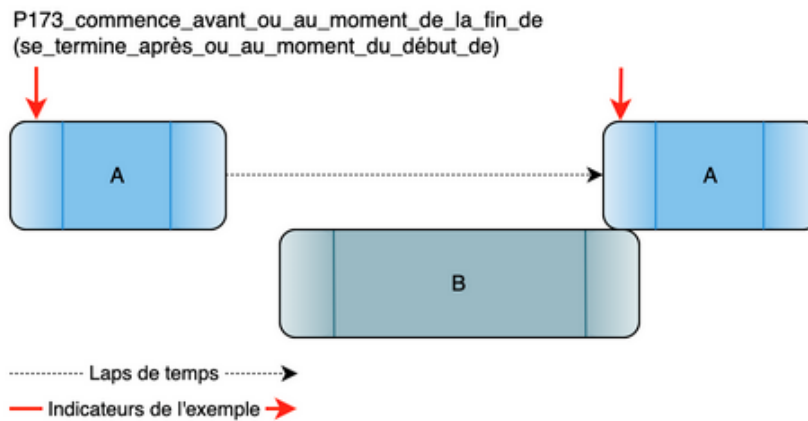 P173_commence_avant_ou_au_moment_de_la_fin_de
(se_termine_après_ou_au_moment_du_début_de)
A
A
B
Laps de temps
Indicateurs de l'exemple